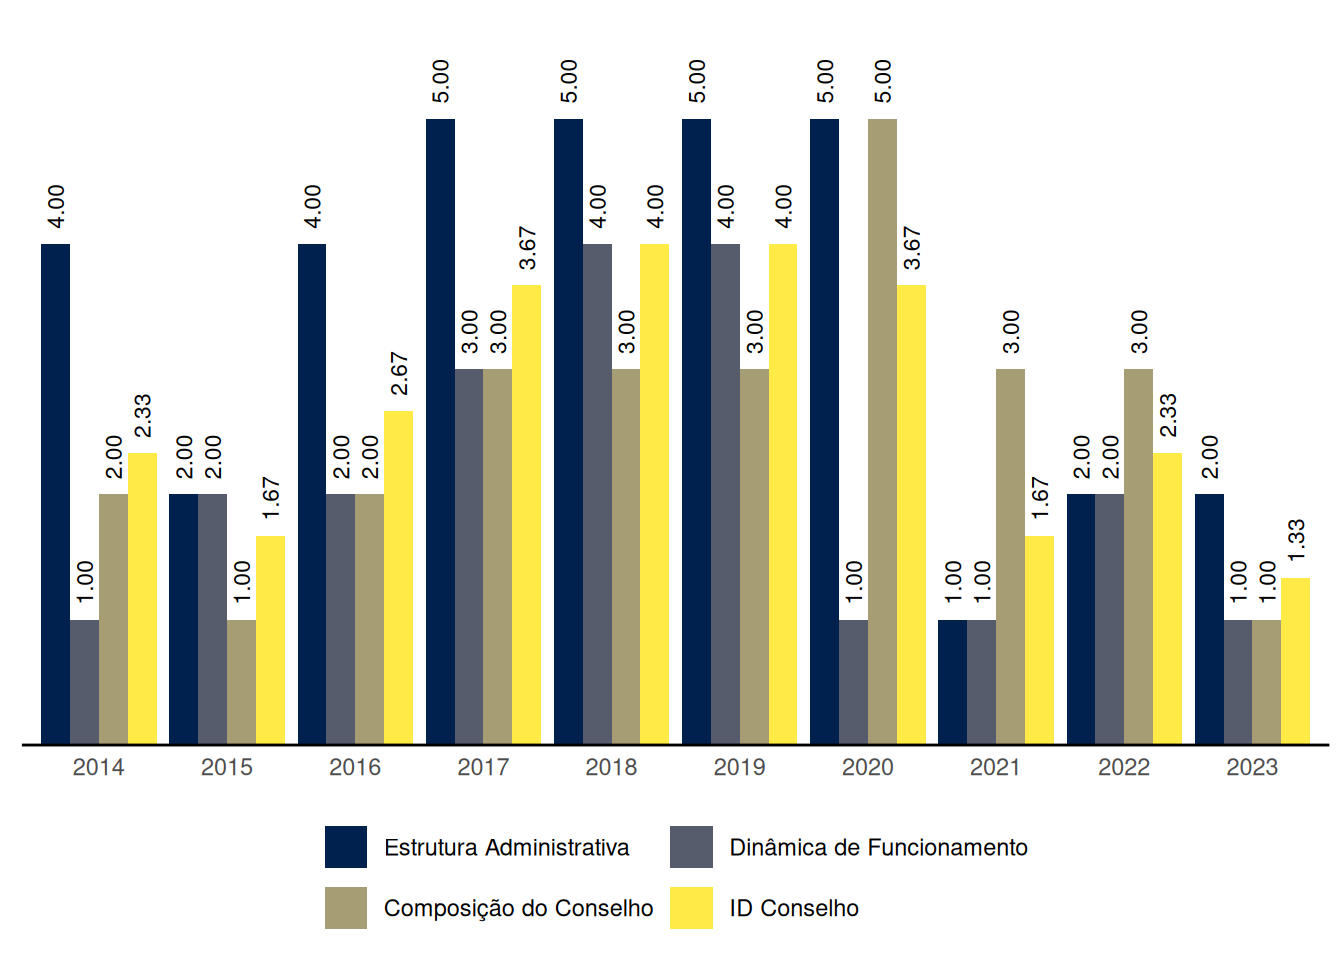 4.00 1.00 2.00 2.33 2.00 2.00 1.00 1.67 4.00 2.00 2.00 2.67 5.00 3.00 3.00 3.67 5.00 4.00 3.00 4.00 5.00 4.00 3.00 4.00 5.00 1.00 5.00 3.67 1.00 1.00 3.00 1.67 2.00 2.00 3.00 2.33 2.00 1.00 1.00 1.33
2014 2015 2016 2017 2018 2019 2020 2021 2022 2023
Estrutura Administrativa Dinâmica de Funcionamento
Composição do Conselho ID Conselho